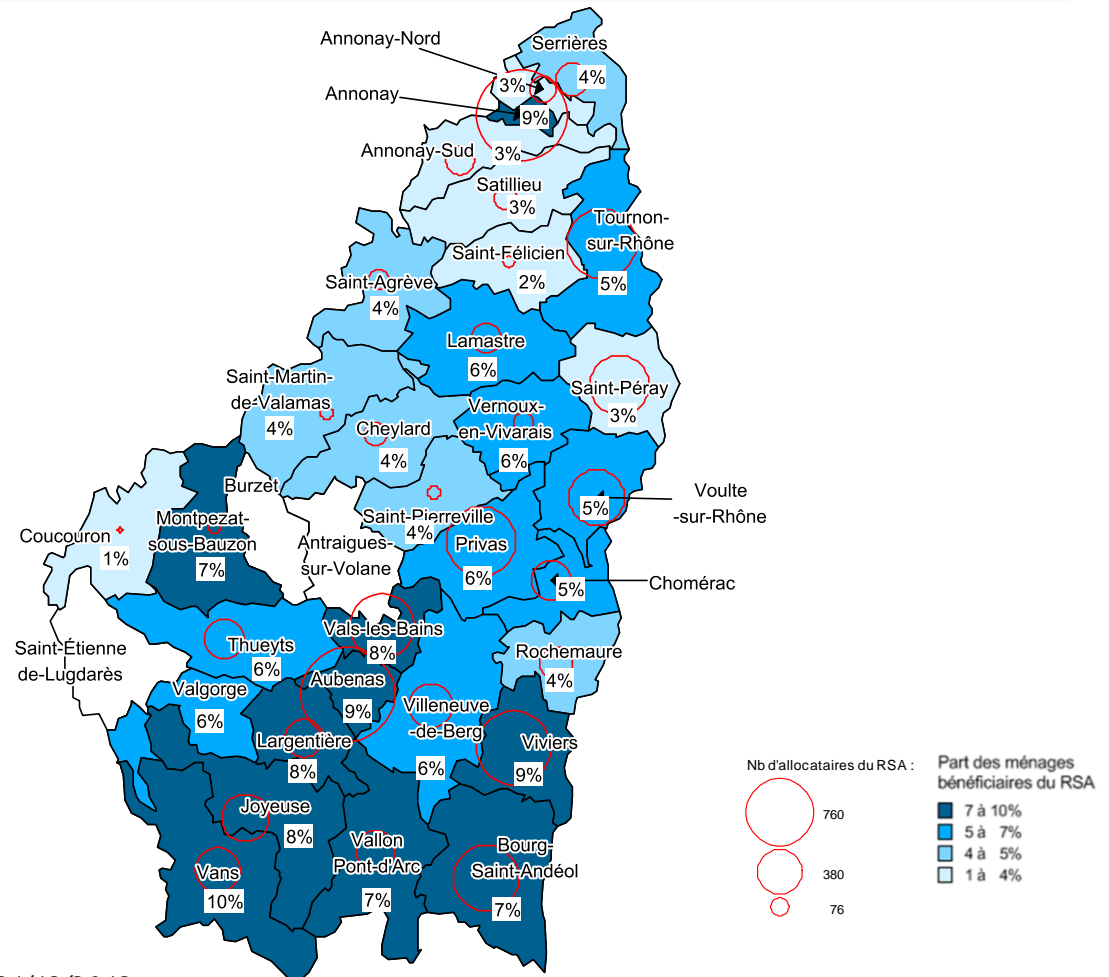 Annonay-Nord
Serrières
3%
4%
Annonay
9%
Annonay-Sud
3%
Satillieu
3%
Tournon-
sur-Rhône
5%
Saint-Félicien
2%
Saint-Agrève
4%
Lamastre
6%
Saint-Péray
3%
Saint-Martin-
de-Valamas
4%
Cheylard
4%
Vernoux-
en-Vivarais
6%
Burzet
Voulte
-sur-Rhône
5%
Saint-Pierreville
4%
Coucouron
1%
Montpezat-
sous-Bauzon
7%
Antraigues-
sur-Volane
Privas
6%
Chomérac
5%
Vals-les-Bains
8%
Saint-Étienne
de-Lugdarès
Thueyts
6%
Rochemaure
4%
Valgorge
6%
Aubenas
9%
Villeneuve
-de-Berg
6%
Largentière
8%
Viviers
9%
Joyeuse
8%
Vallon
Pont-d'Arc
7%
Bourg-
Saint-Andéol
7%
Vans
10%
Nb d'allocataires du RSA :
760
380
76
Part des ménages
bénéficiaires du RSA
7 à 10%
5 à 7%
4 à 5%
1 à 4%